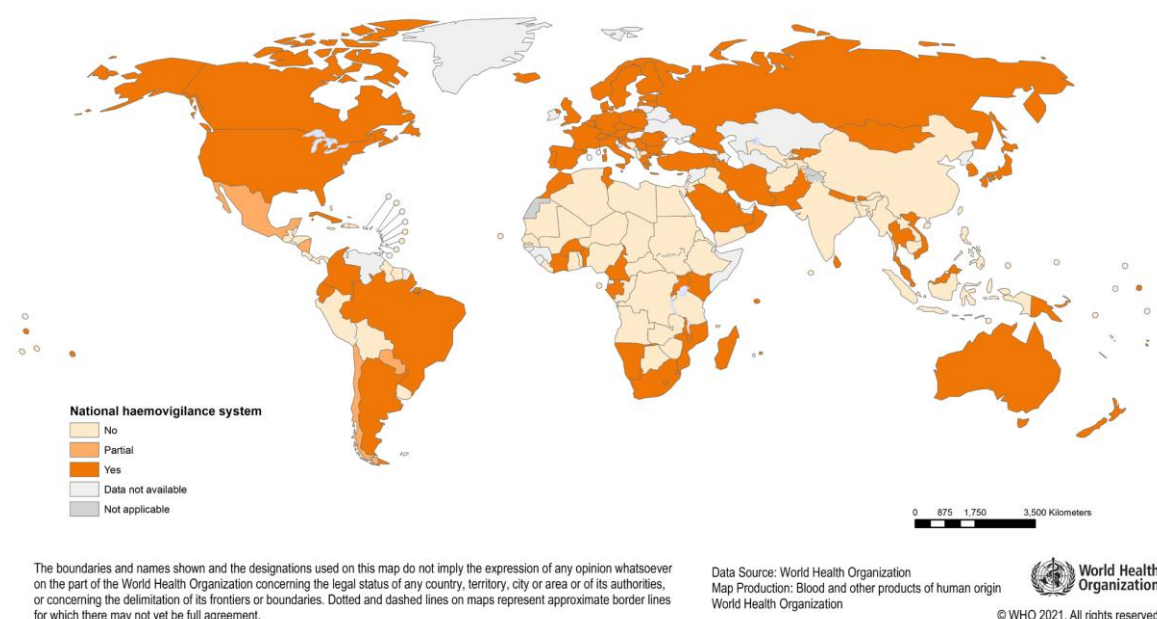 National haemovigilance system
No
Partial
Yes
Data not available
Not applicable
0 875 1,750 3,500 Kilometers
The boundaries and names shown and the designations used on this map do not imply the expression of any opinion whatsoever
on the part of the World Health Organization concerning the legal status of any country, territory, city or area or of its authorities,
or concerning the delimitation of its frontiers or boundaries. Dotted and dashed lines on maps represent approximate border lines
for which there may not yet be full agreement.
Data Source: World Health Organization
Map Production: Blood and other products of human origin
World Health Organization
World Health
Organization
© WHO 2021. All rights reserved